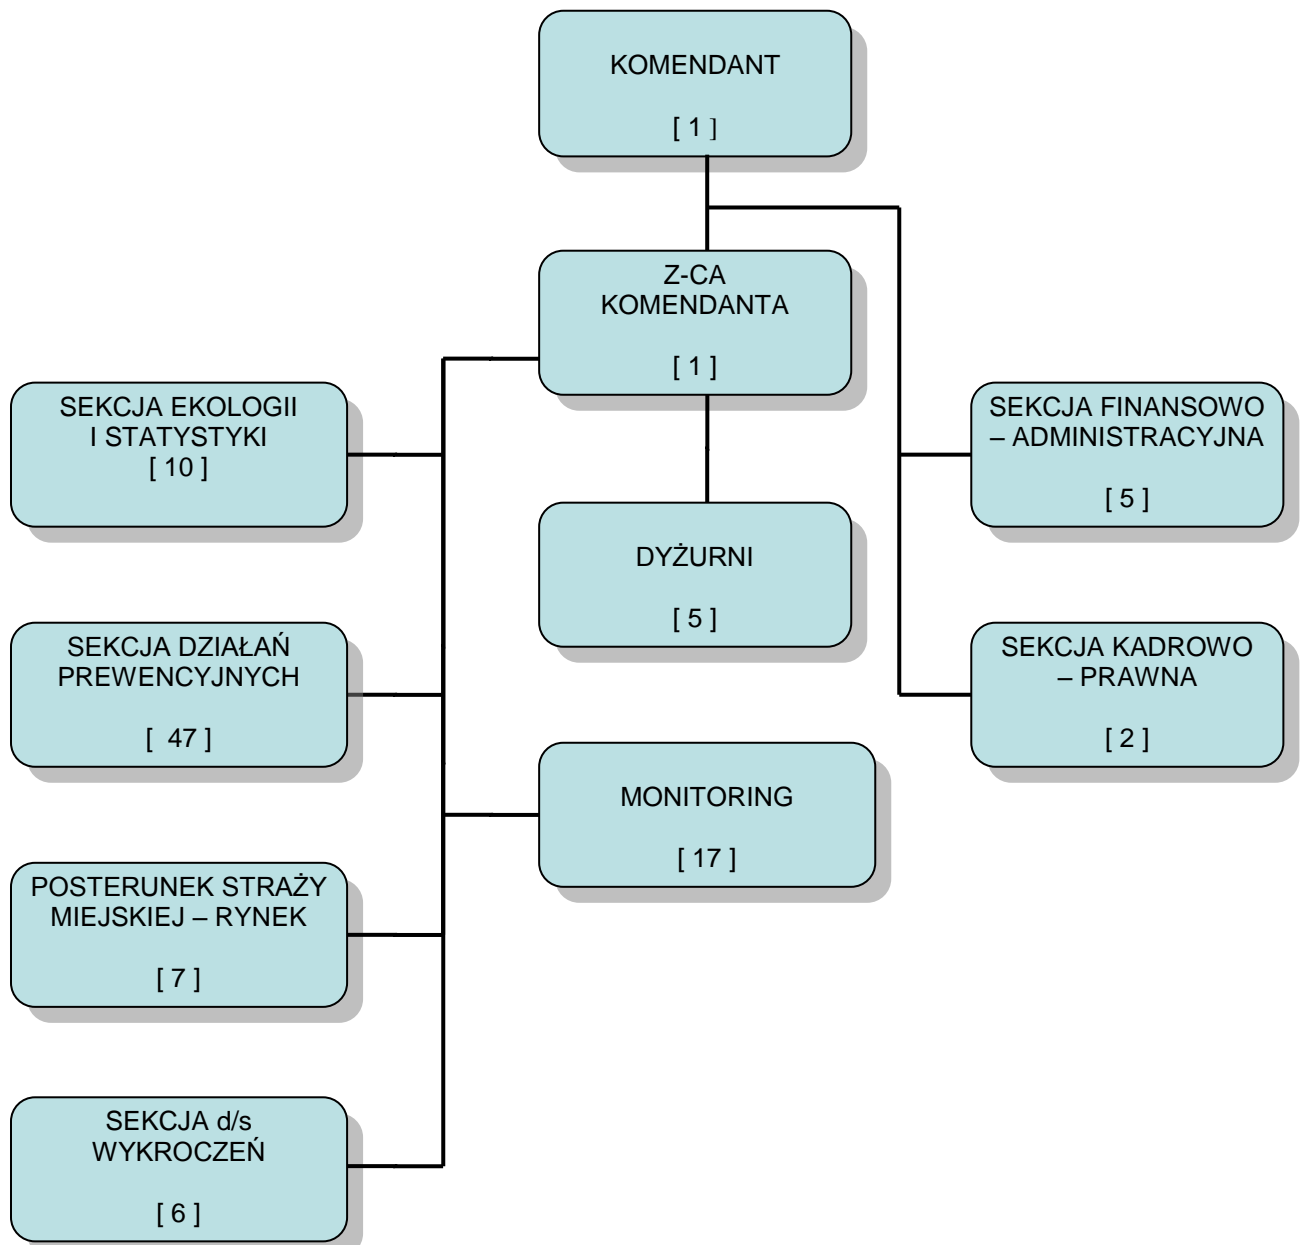 KOMENDANT
[ 1 ]
Z-CA
KOMENDANTA
[ 1 ]
SEKCJA EKOLOGII
I STATYSTYKI
[ 10 ]
SEKCJA FINANSOWO
– ADMINISTRACYJNA
[ 5 ]
DYŻURNI
[ 5 ]
SEKCJA DZIAŁAŃ
PREWENCYJNYCH
[  47 ]
SEKCJA KADROWO
– PRAWNA
[ 2 ]
MONITORING
[ 17 ]
POSTERUNEK STRAŻY
MIEJSKIEJ – RYNEK
[ 7 ]
SEKCJA d/s
WYKROCZEŃ
[ 6 ]